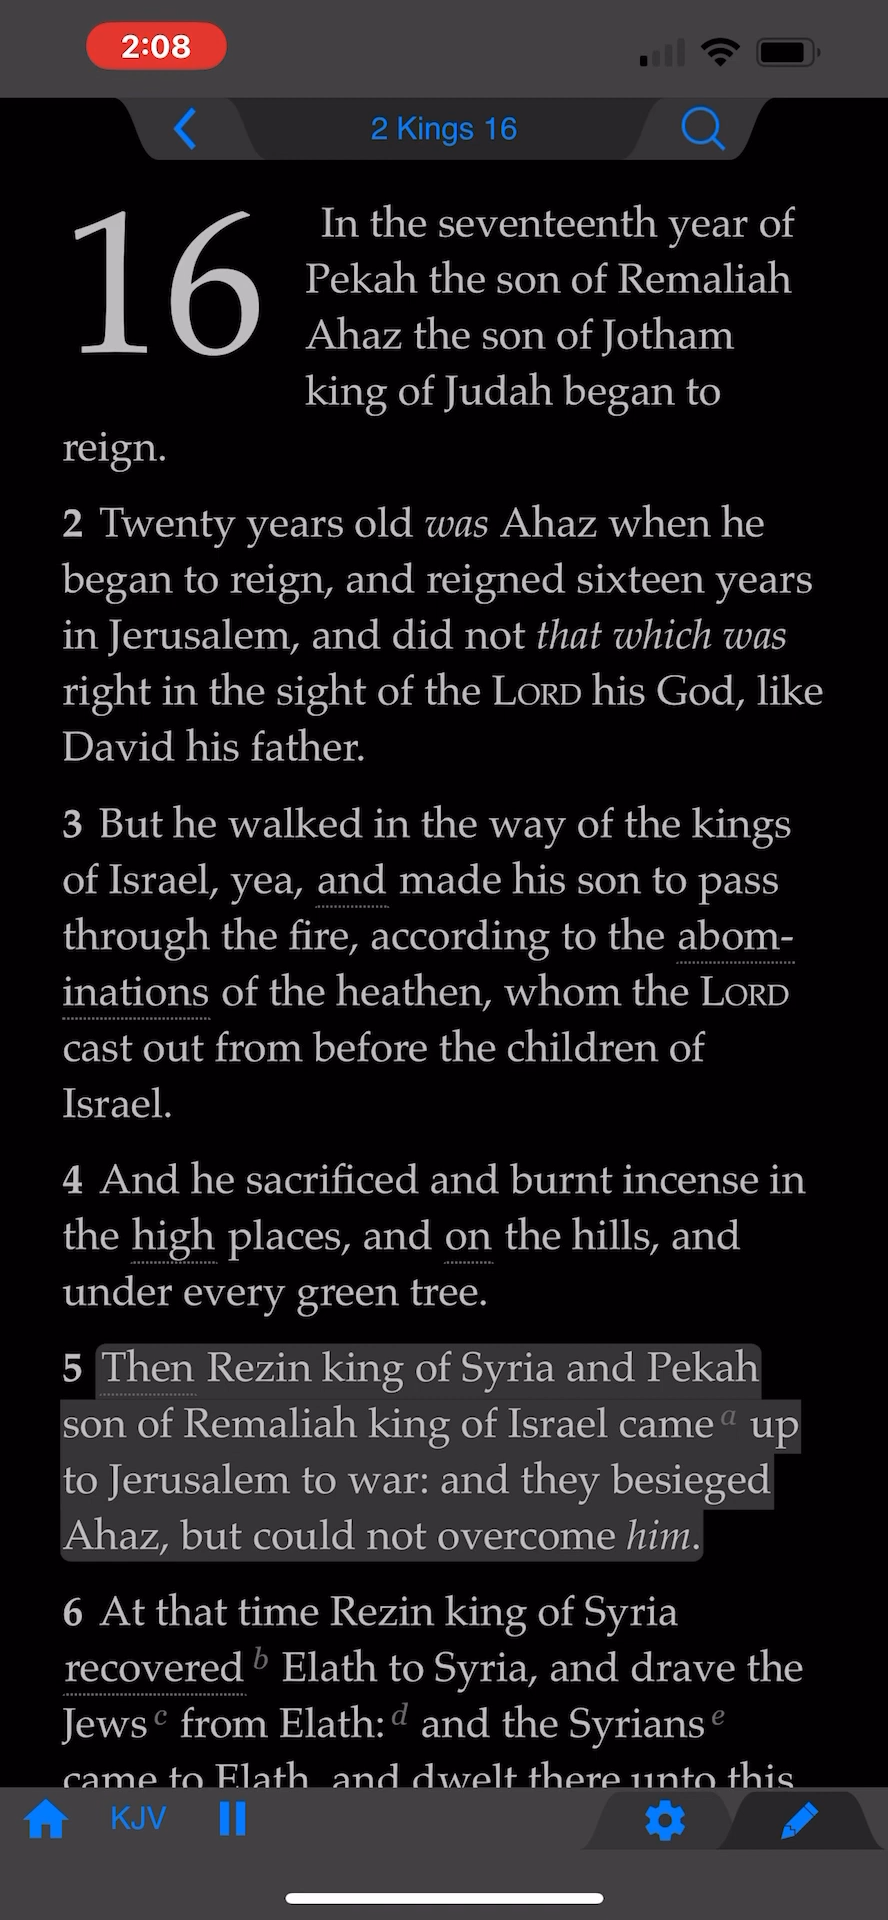 2:08
2 Kings 16
16 In the seventeenth year of
Pekah the son of Remaliah
Ahaz the son of Jotham
king of Judah began to
reign.
2 Twenty years old was Ahaz when he
began to reign, and reigned sixteen years
in Jerusalem, and did not that which was
right in the sight of the LORD his God, like
David his father.
3 But he walked in the way of the kings
of Israel, yea, and made his son to pass
through the fire, according to the abom-
inations of the heathen, whom the LORD
cast out from before the children of
Israel.
4 And he sacrificed and burnt incense in
the high places, and on the hills, and
under every green tree.
5 Then Rezin king of Syria and Pekah
son of Remaliah king of Israel came a up
to Jerusalem to war: and they besieged
Ahaz, but could not overcome him.
6 At that time Rezin king of Syria
recovered b Elath to Syria, and drave the
Jews c from Elath: d and the Syrians e
came to Elath, and dwelt there unto this
KJV